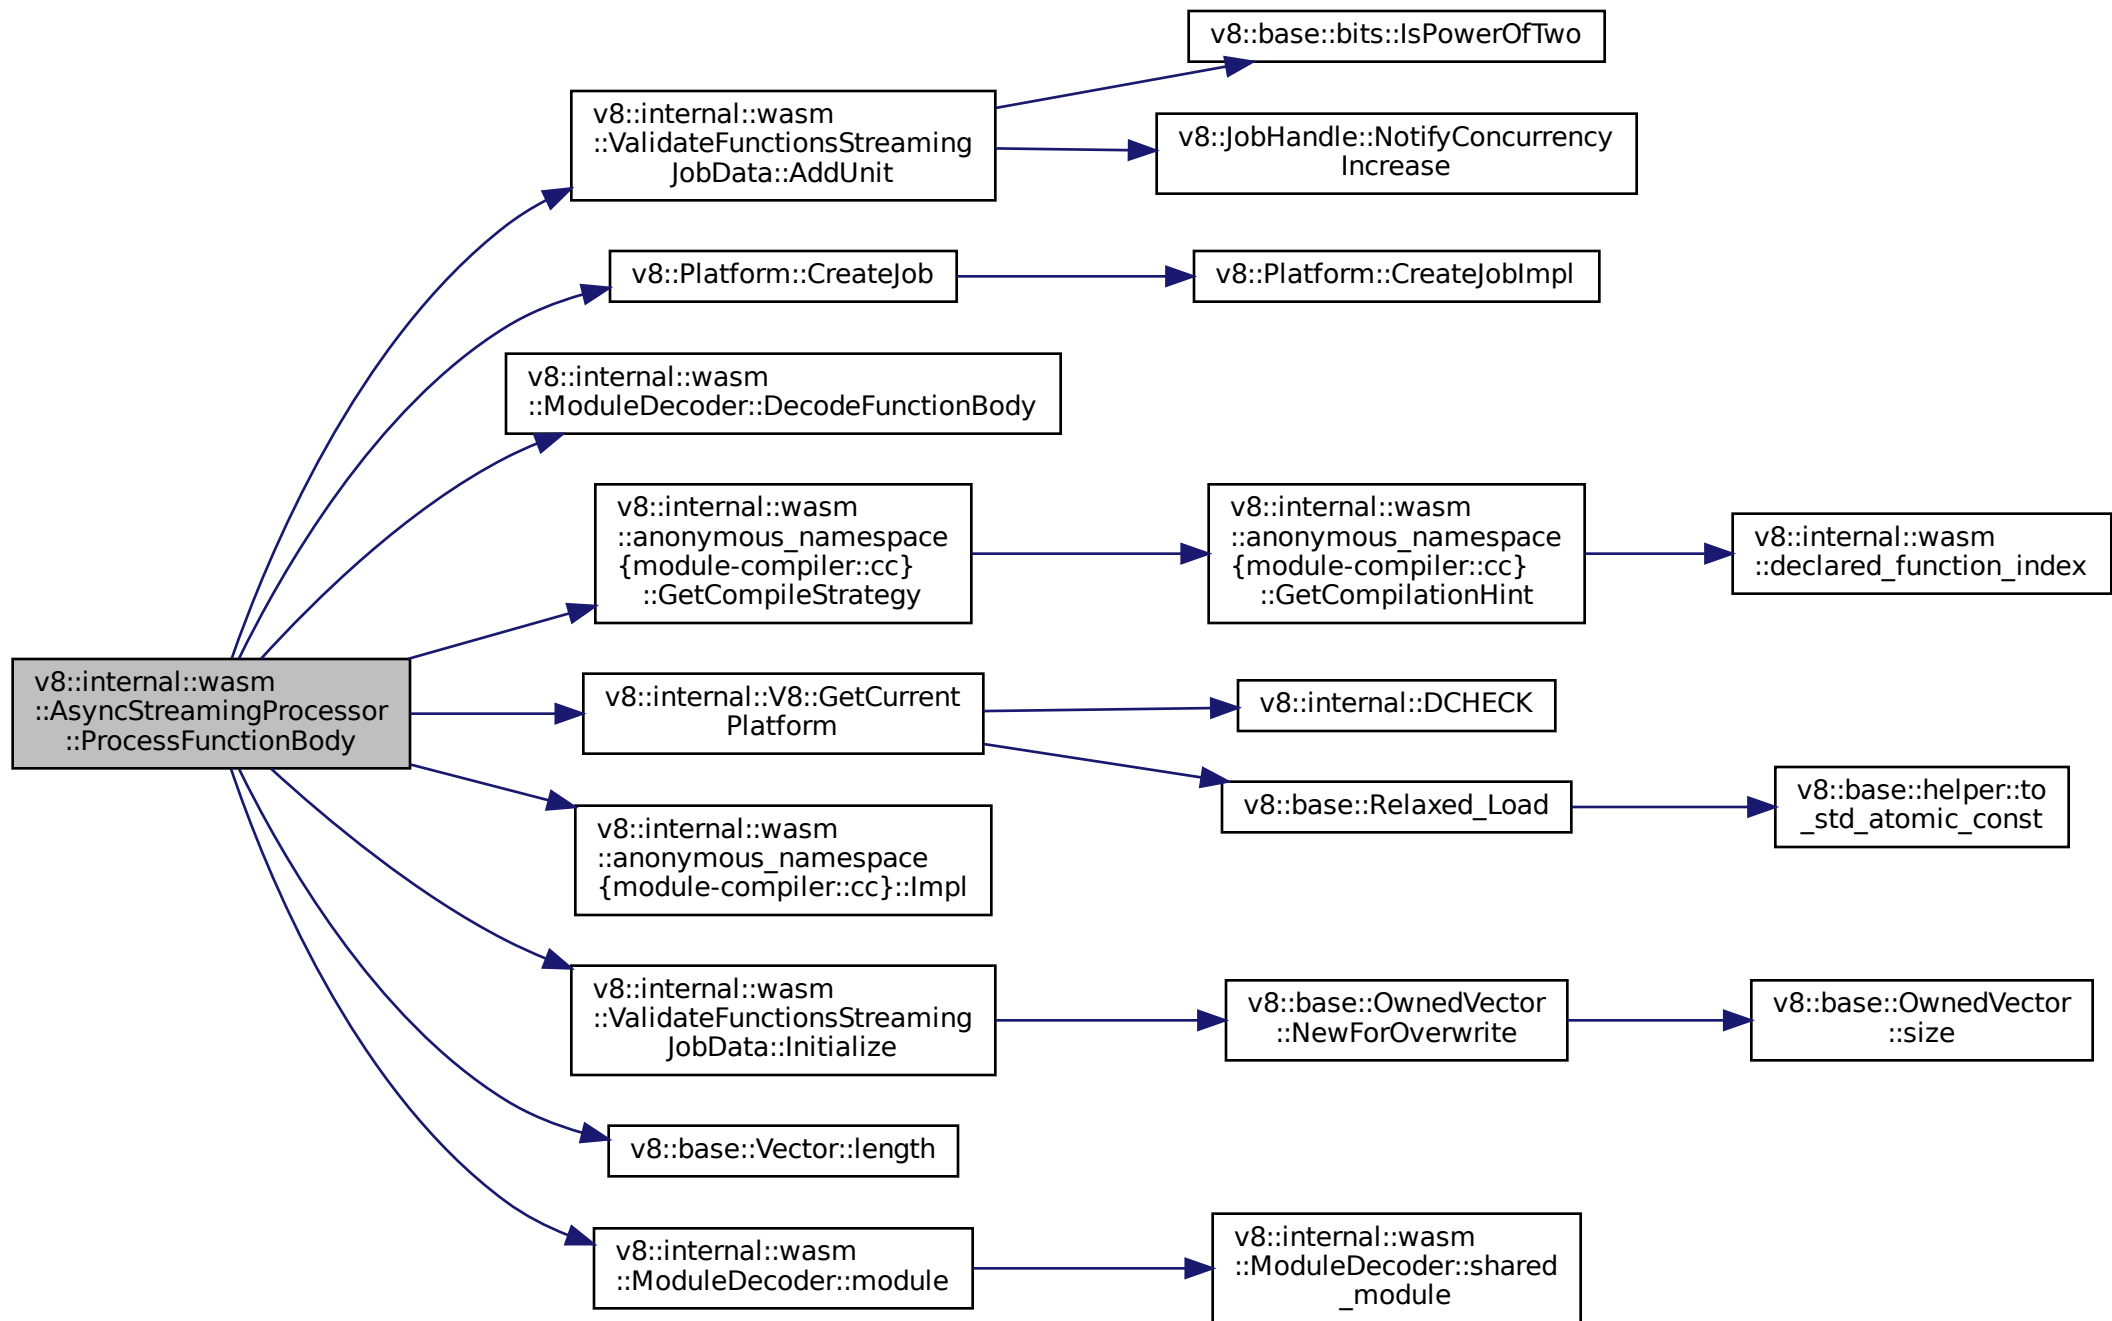 v8::base::bits::IsPowerOfTwo
v8::internal::wasm
::ValidateFunctionsStreaming
JobData::AddUnit
v8::JobHandle::NotifyConcurrency
Increase
v8::Platform::CreateJob
v8::Platform::CreateJobImpl
v8::internal::wasm
::ModuleDecoder::DecodeFunctionBody
v8::internal::wasm
::anonymous_namespace
{module-compiler::cc}
::GetCompileStrategy
v8::internal::wasm
::anonymous_namespace
{module-compiler::cc}
::GetCompilationHint
v8::internal::wasm
::declared_function_index
v8::internal::wasm
::AsyncStreamingProcessor
::ProcessFunctionBody
v8::internal::V8::GetCurrent
Platform
v8::internal::DCHECK
v8::base::Relaxed_Load
v8::base::helper::to
_std_atomic_const
v8::internal::wasm
::anonymous_namespace
{module-compiler::cc}::Impl
v8::internal::wasm
::ValidateFunctionsStreaming
JobData::Initialize
v8::base::OwnedVector
::NewForOverwrite
v8::base::OwnedVector
::size
v8::base::Vector::length
v8::internal::wasm
::ModuleDecoder::module
v8::internal::wasm
::ModuleDecoder::shared
_module